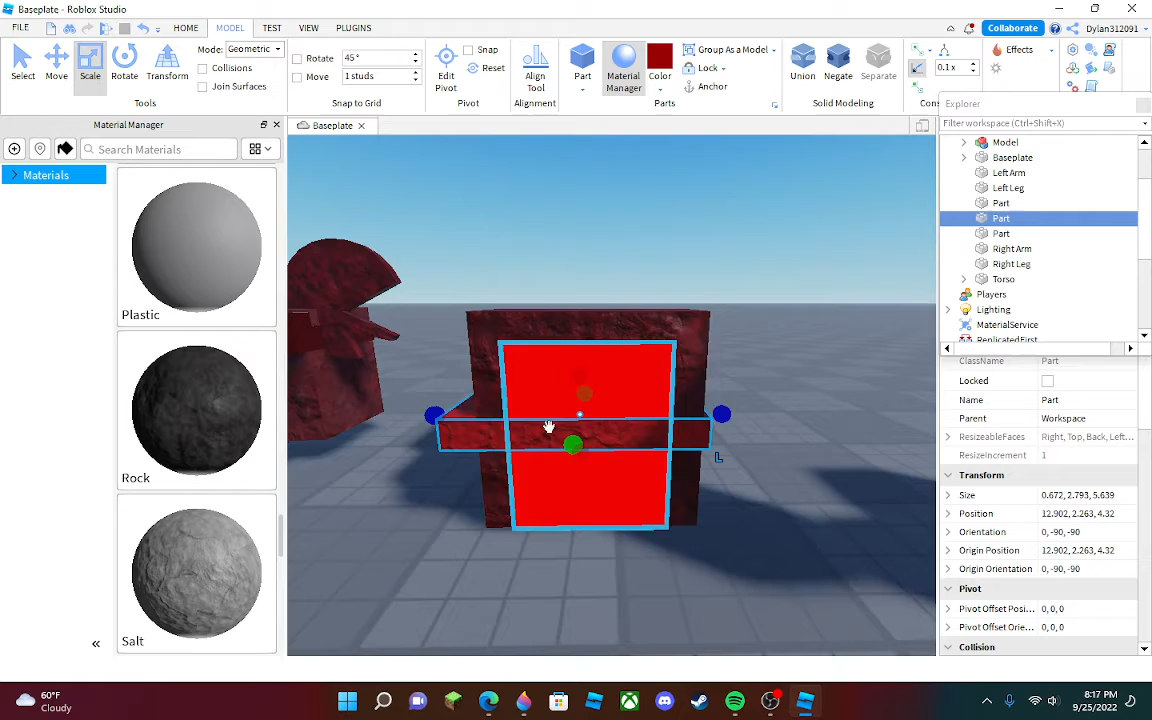 Baseplate - Roblox Studio
FILE HOME MODEL TEST VIEW PLUGINS Collaborate Dylan312091
Select Move Scale Rotate Transform
Mode: Geometric
Collisions
Join Surfaces
Tools
Rotate 45°
Move 1 studs
Snap to Grid
Edit Pivot
Snap
Reset
Pivot
Align Tool
Alignment
Part
Material Manager
Color
Group As a Model
Lock
Anchor
Parts
Union Negate Separate
Solid Modeling
0.1 x
Effects
Material Manager
Search Materials
Materials
Plastic
Rock
Salt
«
Baseplate
L
Explorer
Filter workspace (Ctrl+Shift+X)
Model
Baseplate
Left Arm
Left Leg
Part
Part
Part
Right Arm
Right Leg
Torso
Players
Lighting
MaterialService
ReplicatedFirst
ClassName Part
Locked
Name Part
Parent Workspace
ResizeableFaces Right, Top, Back, Left...
ResizeIncrement 1
Transform
Size 0.672, 2.793, 5.639
Position 12.902, 2.263, 4.32
Orientation 0, -90, -90
Origin Position 12.902, 2.263, 4.32
Origin Orientation 0, -90, -90
Pivot
Pivot Offset Posi... 0, 0, 0
Pivot Offset Orie... 0, 0, 0
Collision
60°F
Cloudy
8:17 PM
9/25/2022